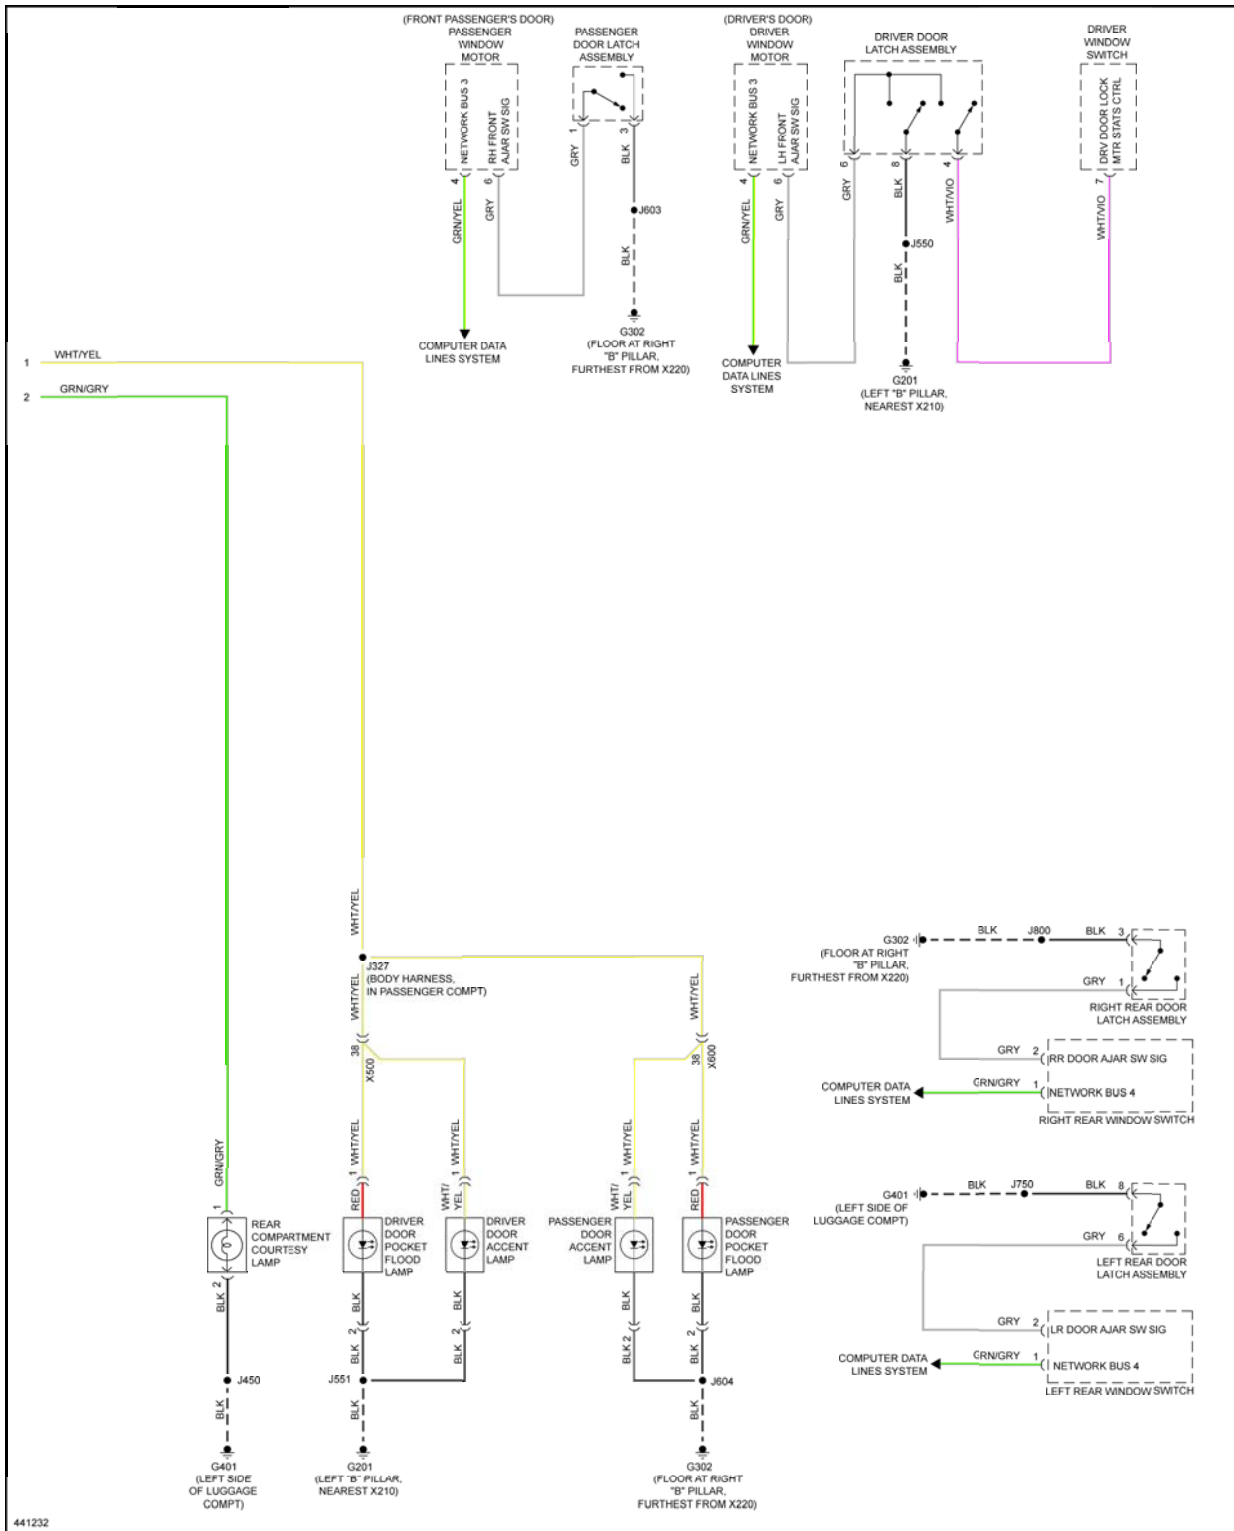 (FRONT PASSENGER'S DOOR)
PASSENGER
WINDOW
MOTOR
PASSENGER
DOOR LATCH
ASSEMBLY
(DRIVER'S DOOR)
DRIVER
WINDOW
MOTOR
DRIVER DOOR
LATCH ASSEMBLY
DRIVER
WINDOW
SWITCH
NETWORK BUS 3
RH FRONT
AJAR SW SIG
NETWORK BUS 3
LH FRONT
AJAR SW SIG
DRV DOOR LOCK
MTR STATS CTRL
4
6
1
3
4
6
6
8
4
7
GRN/YEL
GRY
GRY
BLK
GRN/YEL
GRY
GRY
BLK
WHT/VIO
WHT/VIO
J603
J550
BLK
BLK
COMPUTER DATA
LINES SYSTEM
G302
(FLOOR AT RIGHT
"B" PILLAR,
FURTHEST FROM X220)
COMPUTER
DATA LINES
SYSTEM
G201
(LEFT "B" PILLAR,
NEAREST X210)
1
WHT/YEL
2
GRN/GRY
WHT/YEL
J327
(BODY HARNESS,
IN PASSENGER COMPT)
WHT/YEL
WHT/YEL
38
X500
38
X600
G302
(FLOOR AT RIGHT
"B" PILLAR,
FURTHEST FROM X220)
BLK
J800
BLK
3
GRY
1
RIGHT REAR DOOR
LATCH ASSEMBLY
GRY
2
RR DOOR AJAR SW SIG
COMPUTER DATA
LINES SYSTEM
GRN/GRY
1
NETWORK BUS 4
RIGHT REAR WINDOW SWITCH
GRN/GRY
1
WHT/YEL
1
WHT/YEL
1
WHT/YEL
1
WHT/YEL
1
RED
WHT/
YEL
WHT/
YEL
RED
REAR
COMPARTMENT
COURTESY
LAMP
DRIVER
DOOR
POCKET
FLOOD
LAMP
DRIVER
DOOR
ACCENT
LAMP
PASSENGER
DOOR
ACCENT
LAMP
PASSENGER
DOOR
POCKET
FLOOD
LAMP
G401
(LEFT SIDE OF
LUGGAGE COMPT)
BLK
J750
BLK
8
GRY
6
LEFT REAR DOOR
LATCH ASSEMBLY
GRY
2
LR DOOR AJAR SW SIG
COMPUTER DATA
LINES SYSTEM
GRN/GRY
1
NETWORK BUS 4
LEFT REAR WINDOW SWITCH
2
BLK
BLK
BLK
BLK
BLK
2
2
2
2
BLK
BLK
BLK
BLK
J450
J551
J604
BLK
BLK
BLK
G401
(LEFT SIDE
OF LUGGAGE
COMPT)
G201
(LEFT "B" PILLAR,
NEAREST X210)
G302
(FLOOR AT RIGHT
"B" PILLAR,
FURTHEST FROM X220)
441232